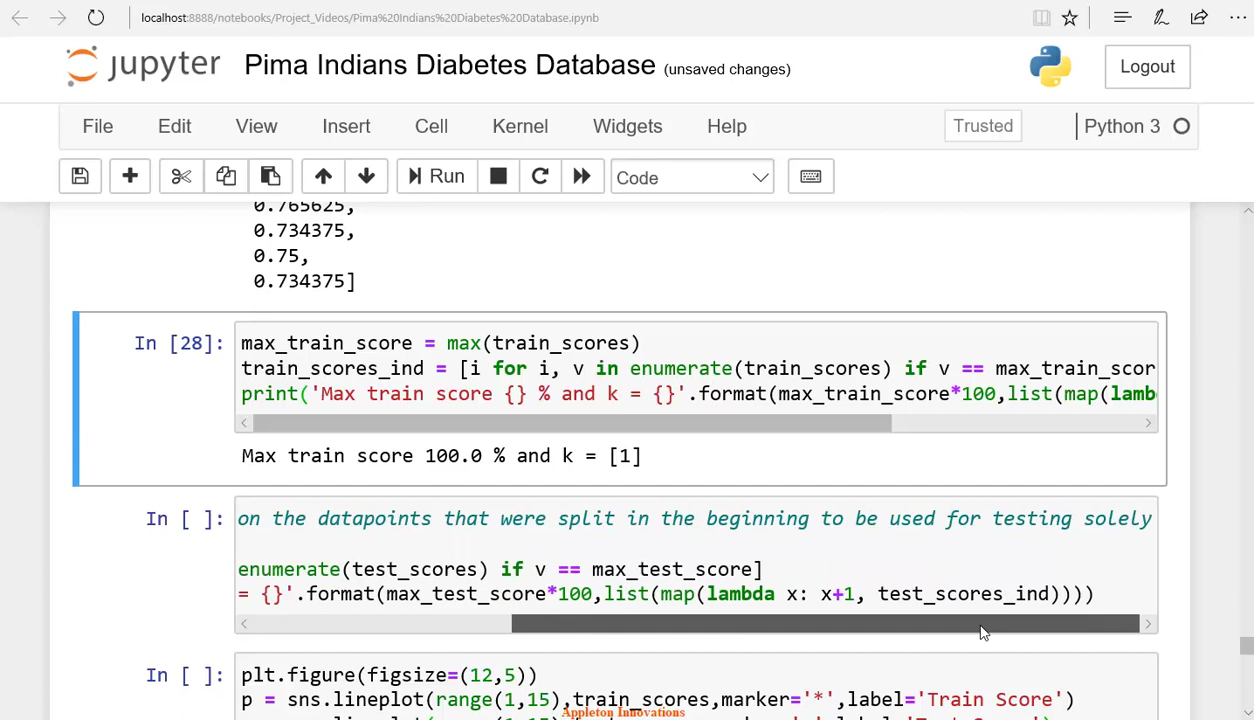 localhost:8888/notebooks/Project_Videos/Pima%20Indians%20Diabetes%20Database.ipynb
jupyter Pima Indians Diabetes Database (unsaved changes) Logout
File Edit View Insert Cell Kernel Widgets Help Trusted Python 3
Run Code
0.765625,
0.734375,
0.75,
0.734375]
In [28]: max_train_score = max(train_scores)
train_scores_ind = [i for i, v in enumerate(train_scores) if v == max_train_scor
print('Max train score {} % and k = {}'.format(max_train_score*100,list(map(lamb
Max train score 100.0 % and k = [1]
In [ ]: on the datapoints that were split in the beginning to be used for testing solely
enumerate(test_scores) if v == max_test_score]
= {}'.format(max_test_score*100,list(map(lambda x: x+1, test_scores_ind))))
In [ ]: plt.figure(figsize=(12,5))
p = sns.lineplot(range(1,15),train_scores,marker='*',label='Train Score')
Appleton Innovations